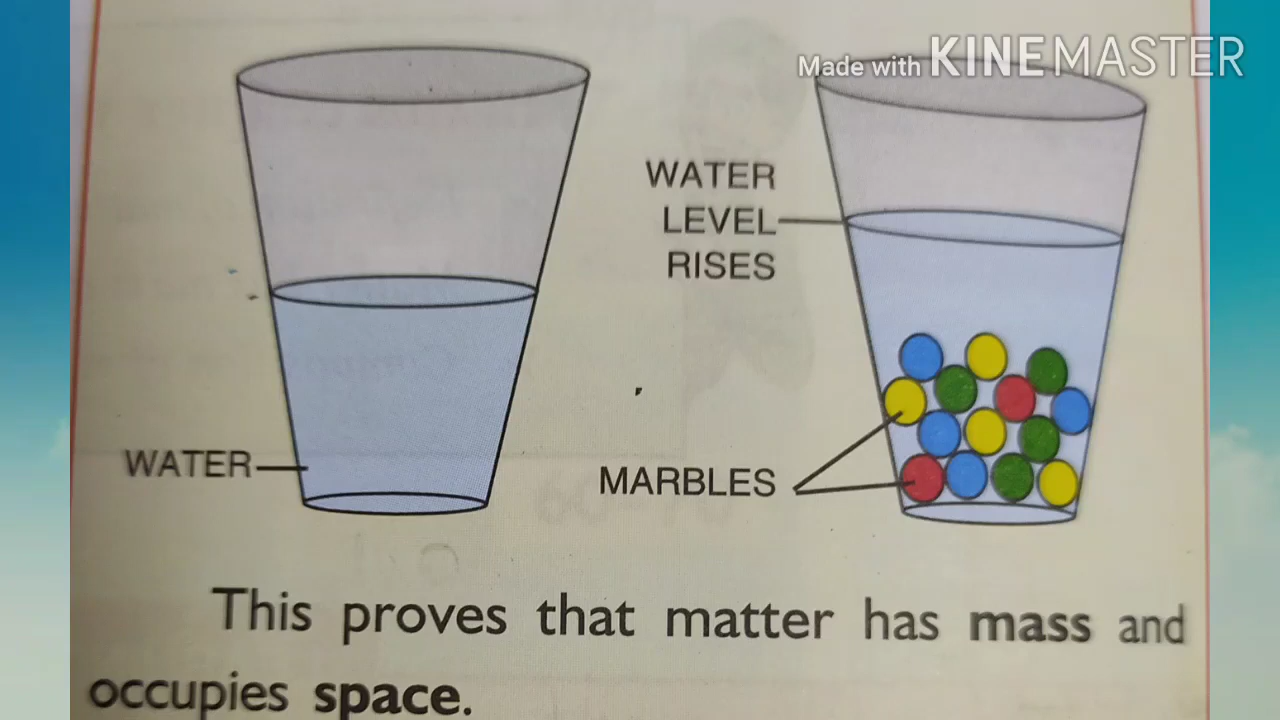 Made with KINEMASTER
WATER
LEVEL
RISES
WATER
MARBLES
This proves that matter has mass and
occupies space.